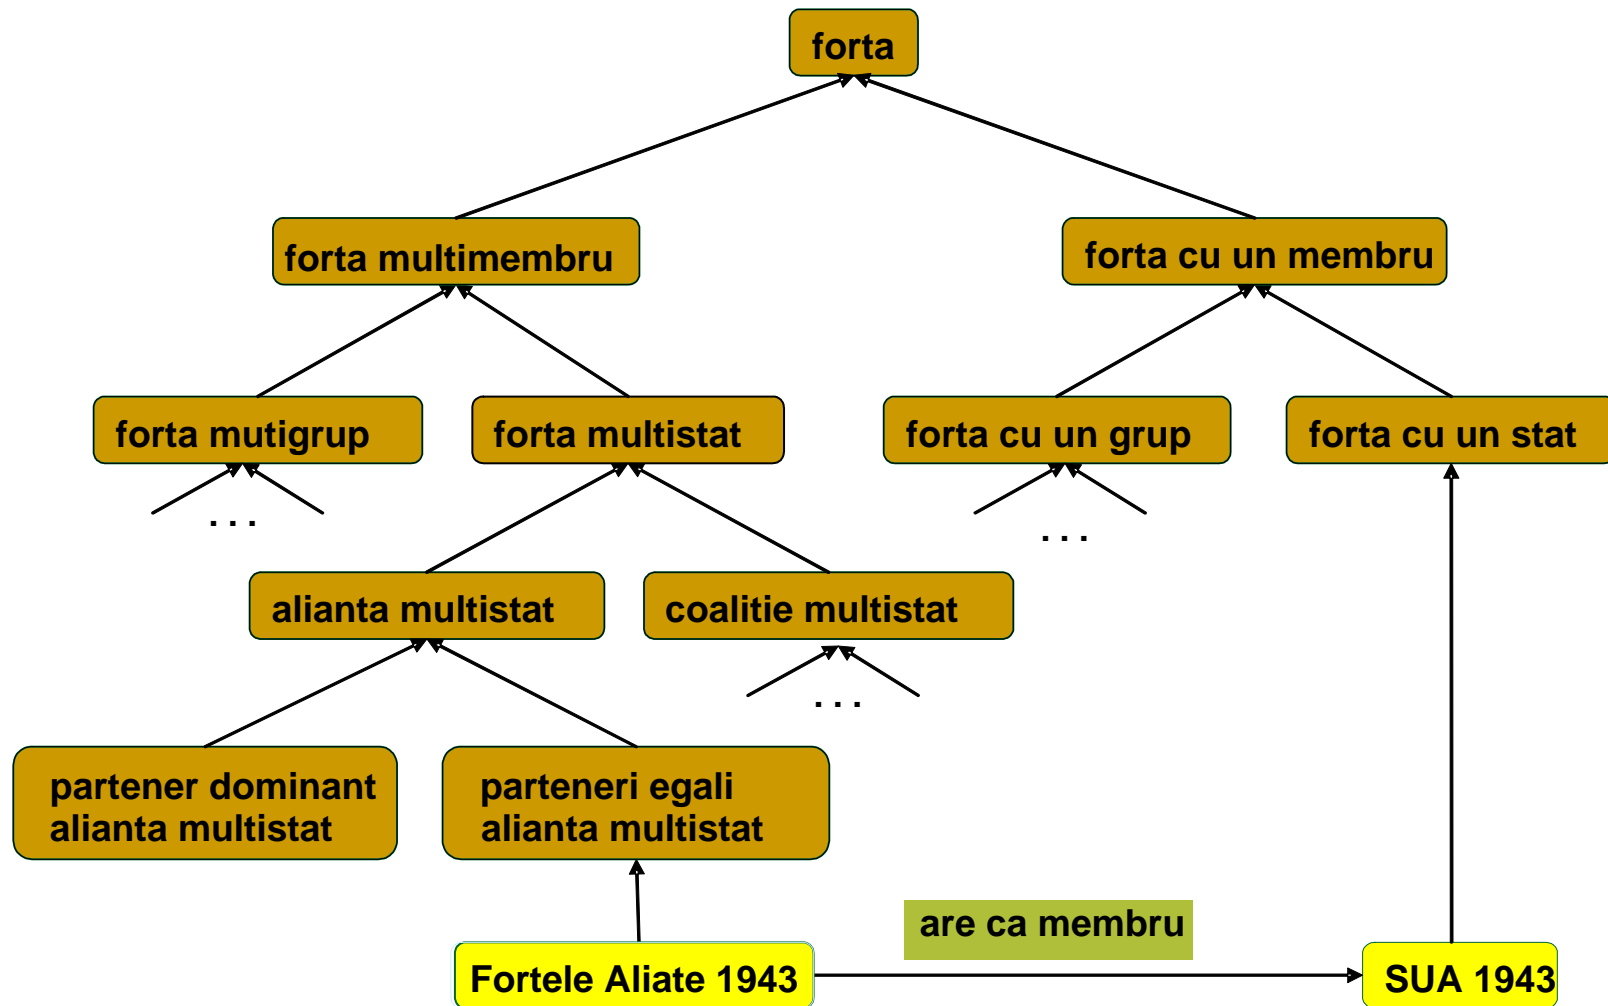 forta
forta multimembru
forta cu un membru
forta mutigrup
forta multistat
forta cu un grup
forta cu un stat
. . .
. . .
alianta multistat
coalitie multistat
. . .
partener dominant
alianta multistat
parteneri egali
alianta multistat
are ca membru
Fortele Aliate 1943
SUA 1943